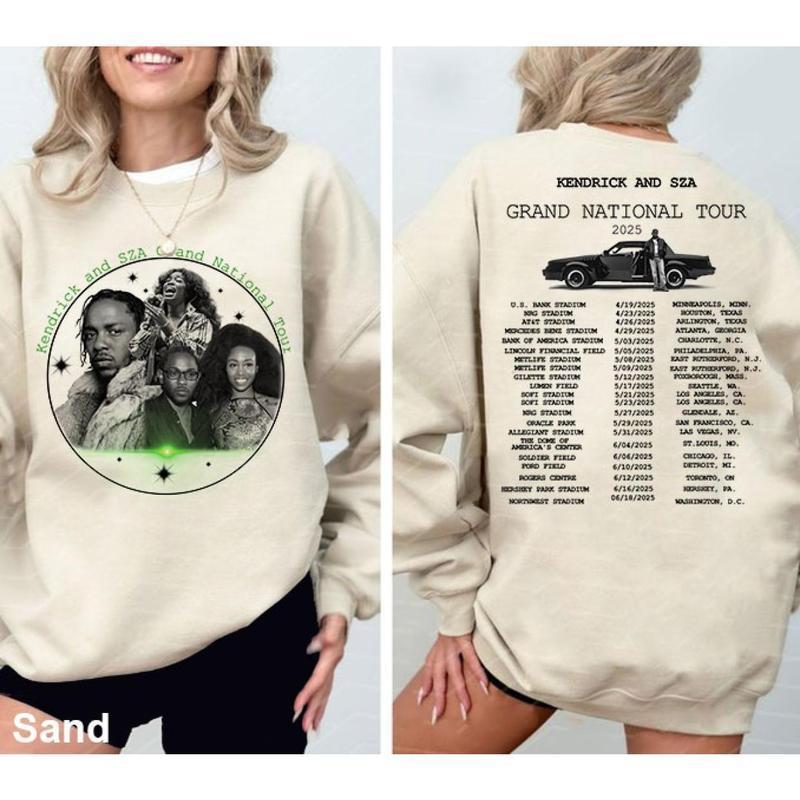 Kendrick and SZA Grand National Tour
Sand
KENDRICK AND SZA
GRAND NATIONAL TOUR
2025
U.S. BANK STADIUM 4/19/2025 MINNEAPOLIS, MINN.
NRG STADIUM 4/23/2025 HOUSTON, TEXAS
AT&T STADIUM 4/26/2025 ARLINGTON, TEXAS
MERCEDES BENZ STADIUM 4/29/2025 ATLANTA, GEORGIA
BANK OF AMERICA STADIUM 5/03/2025 CHARLOTTE, N.C.
LINCOLN FINANCIAL FIELD 5/05/2025 PHILADELPHIA, PA.
METLIFE STADIUM 5/08/2025 EAST RUTHERFORD, N.J.
METLIFE STADIUM 5/09/2025 EAST RUTHERFORD, N.J.
GILETTE STADIUM 5/12/2025 FOXBOROUGH, MASS.
LUMEN FIELD 5/17/2025 SEATTLE, WA.
SOFI STADIUM 5/21/2025 LOS ANGELES, CA.
SOFI STADIUM 5/23/2025 LOS ANGELES, CA.
NRG STADIUM 5/27/2025 GLENDALE, AZ.
ORACLE PARK 5/29/2025 SAN FRANCISCO, CA.
ALLEGIANT STADIUM 5/31/2025 LAS VEGAS, NV.
THE DOME OF
AMERICA'S CENTER 6/04/2025 ST.LOUIS, MO.
SOLDIER FIELD 6/06/2025 CHICAGO, IL.
FORD FIELD 6/10/2025 DETROIT, MI.
ROGERS CENTRE 6/12/2025 TORONTO, ON
HERSHEY PARK STADIUM 6/16/2025 HERSHEY, PA.
NORTHWEST STADIUM 06/18/2025 WASHINGTON, D.C.